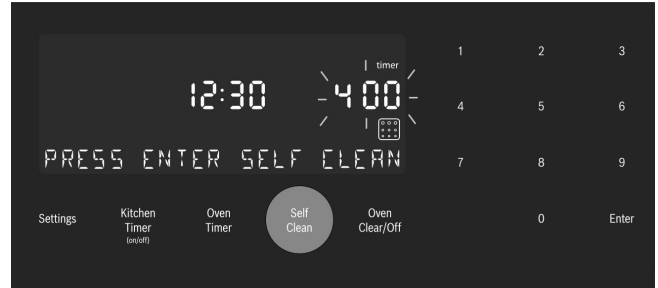 timer
12:30
4 00
PRESS ENTER SELF CLEAN
Settings
Kitchen
Timer
(on/off)
Oven
Timer
Self
Clean
Oven
Clear/Off
1 2 3
4 5 6
7 8 9
0 Enter